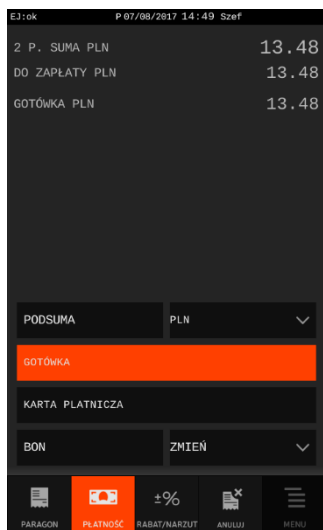 EJ:ok P 07/08/2017 14:49 Szef
2 P. SUMA PLN 13.48
DO ZAPŁATY PLN 13.48
GOTÓWKA PLN 13.48
PODSUMA PLN
GOTÓWKA
KARTA PLATNICZA
BON ZMIEŃ
±%
PARAGON PŁATNOŚĆ RABAT/NARZUT ANULUJ MENU